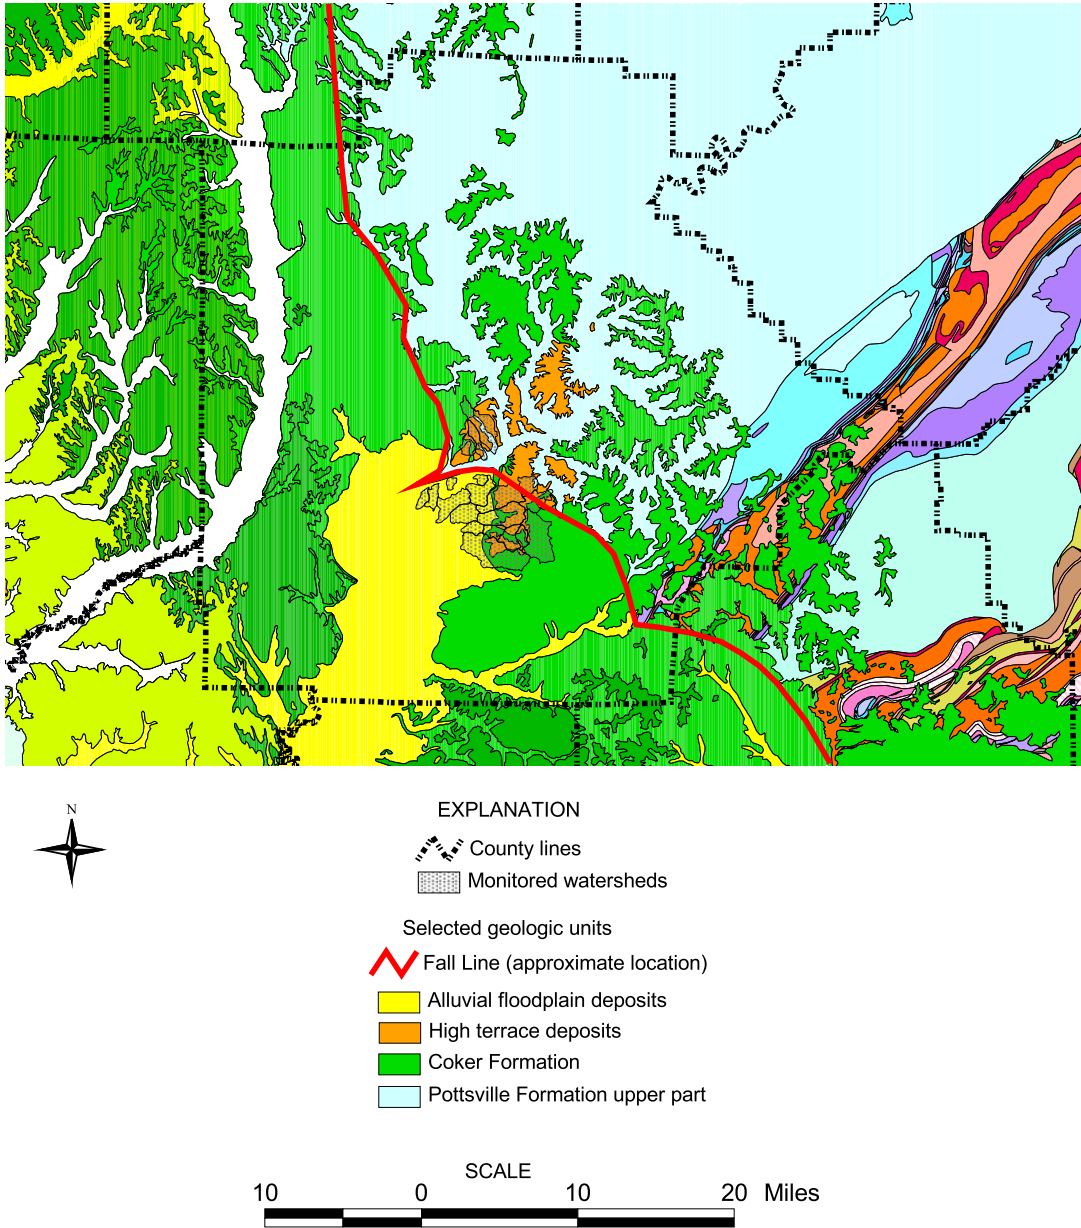 N
EXPLANATION
County lines
Monitored watersheds
Selected geologic units
Fall Line (approximate location)
Alluvial floodplain deposits
High terrace deposits
Coker Formation
Pottsville Formation upper part
SCALE
10 0 10 20 Miles